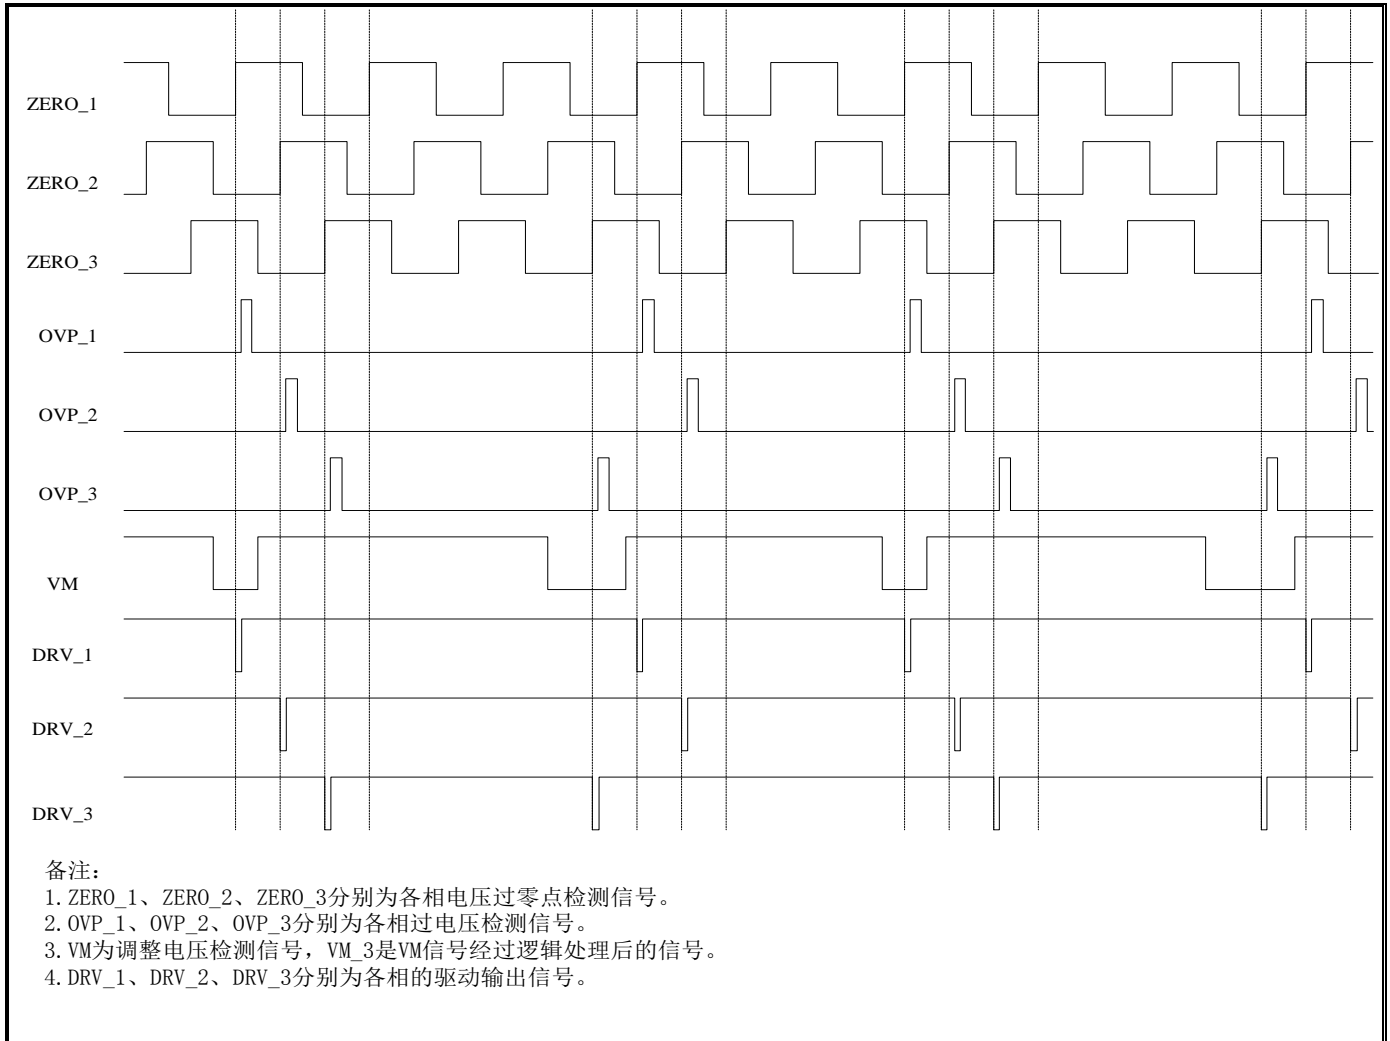 ZERO_1
ZERO_2
ZERO_3
OVP_1
OVP_2
OVP_3
VM
DRV_1
DRV_2
DRV_3
备注:
1.ZERO_1、ZERO_2、ZERO_3分别为各相电压过零点检测信号。
2.OVP_1、OVP_2、OVP_3分别为各相过电压检测信号。
3.VM为调整电压检测信号，VM_3是VM信号经过逻辑处理后的信号。
4.DRV_1、DRV_2、DRV_3分别为各相的驱动输出信号。